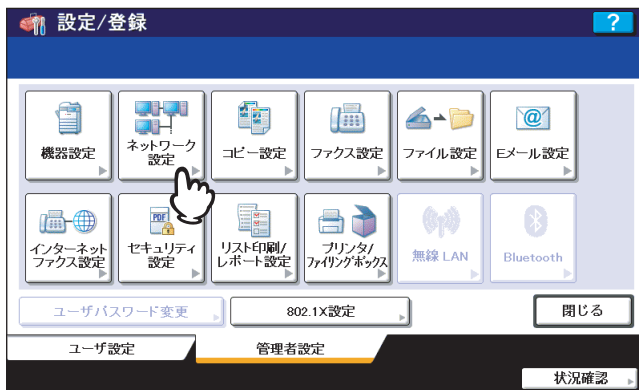 設定/登録
?
機器設定
ネットワーク
設定
コピー設定
ファクス設定
ファイル設定
Eメール設定
@
PDF
インターネット
ファクス設定
セキュリティ
設定
リスト印刷/
レポート設定
プリンタ/
ファイリングボックス
無線 LAN
Bluetooth
ユーザパスワード変更
802.1X設定
閉じる
ユーザ設定
管理者設定
状況確認